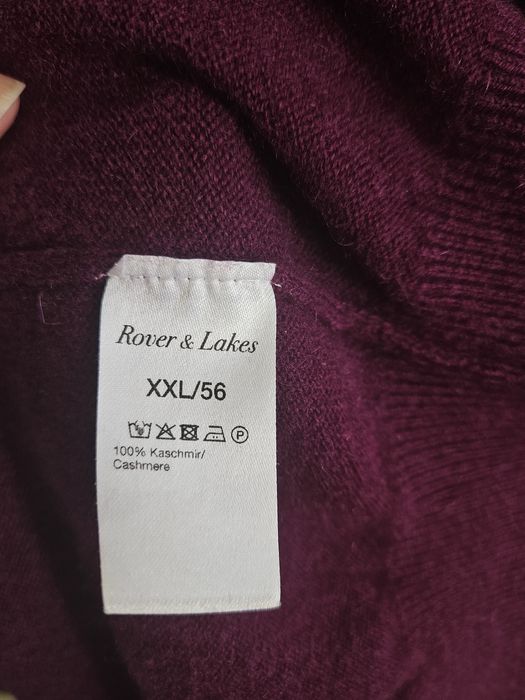 Rover & Lakes
XXL/56
P
100% Kaschmir/
Cashmere